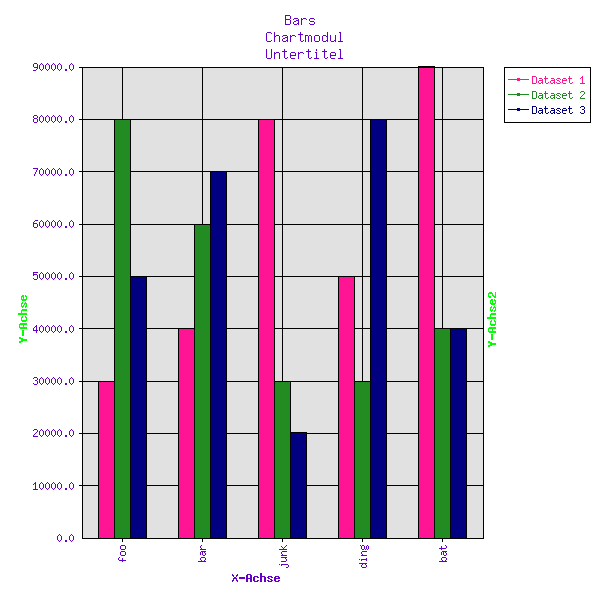 Bars
Chartmodul
Untertitel
90000.0
80000.0
70000.0
60000.0
50000.0
40000.0
30000.0
20000.0
10000.0
0.0
Y-Achse
Y-Achse2
foo
bar
junk
ding
bat
X-Achse
Dataset 1
Dataset 2
Dataset 3